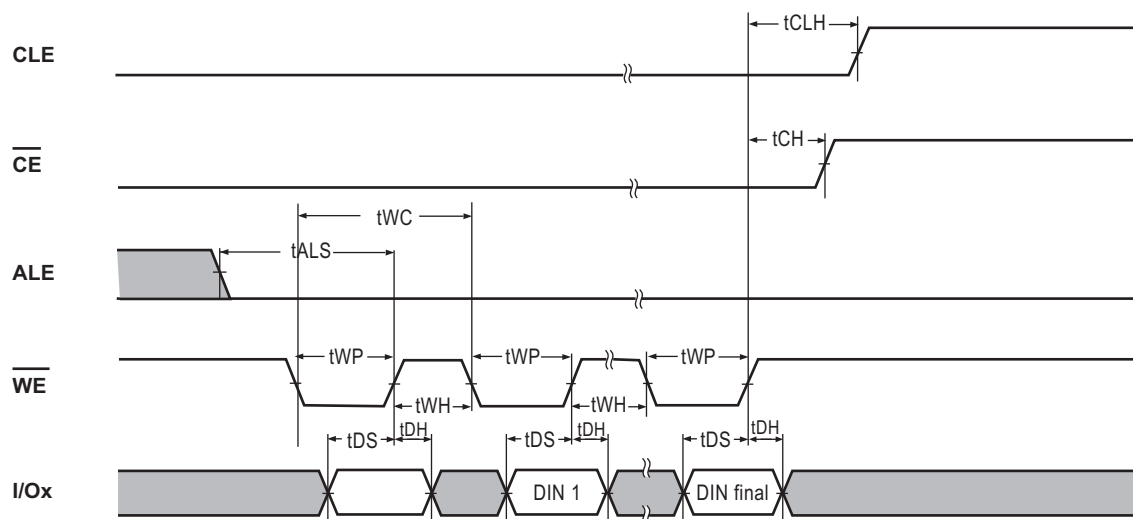 tCLH
CLE
tCH
CE
tWC
tALS
ALE
tWP tWP tWP
WE
tWH tWH
tDS tDH tDS tDH tDS tDH
I/Ox DIN 1 DIN final